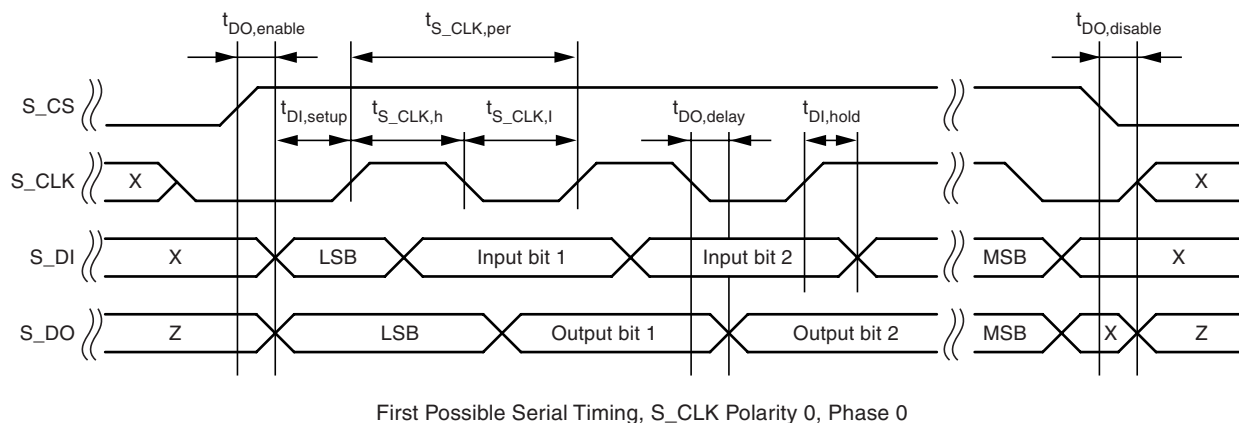 tDO,enable tS_CLK,per tDO,disable
S_CS
tDI,setup tS_CLK,h tS_CLK,l tDO,delay tDI,hold
S_CLK X X
S_DI X LSB Input bit 1 Input bit 2 MSB X
S_DO Z LSB Output bit 1 Output bit 2 MSB X Z
First Possible Serial Timing, S_CLK Polarity 0, Phase 0